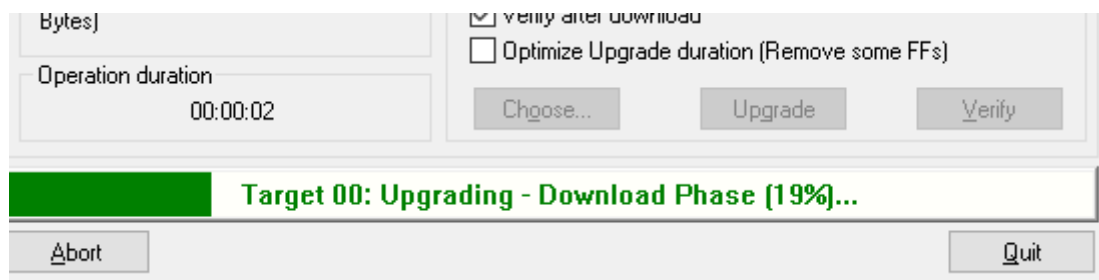 Bytes)
Verify after download
Optimize Upgrade duration (Remove some FFs)
Operation duration
00:00:02
Choose...
Upgrade
Verify
Target 00: Upgrading - Download Phase (19%)...
Abort
Quit